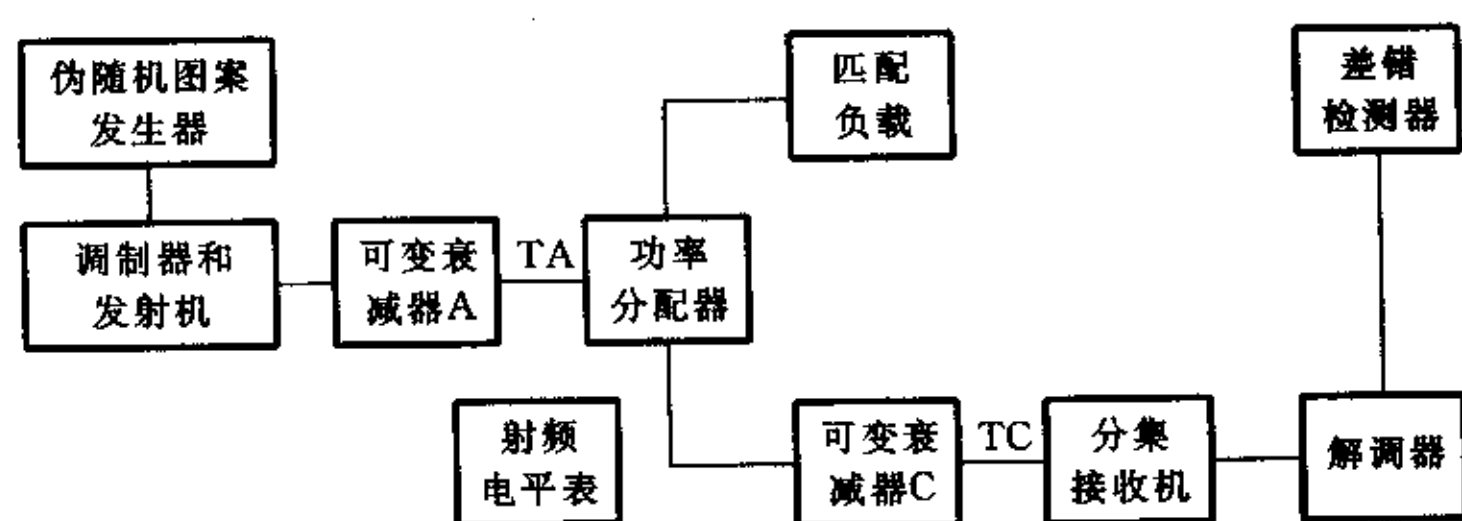 伪随机图案
发生器
匹配
负载
差错
检测器
调制器和
发射机
可变衰
减器A
TA
功率
分配器
射频
电平表
可变衰
减器C
TC
分集
接收机
解调器